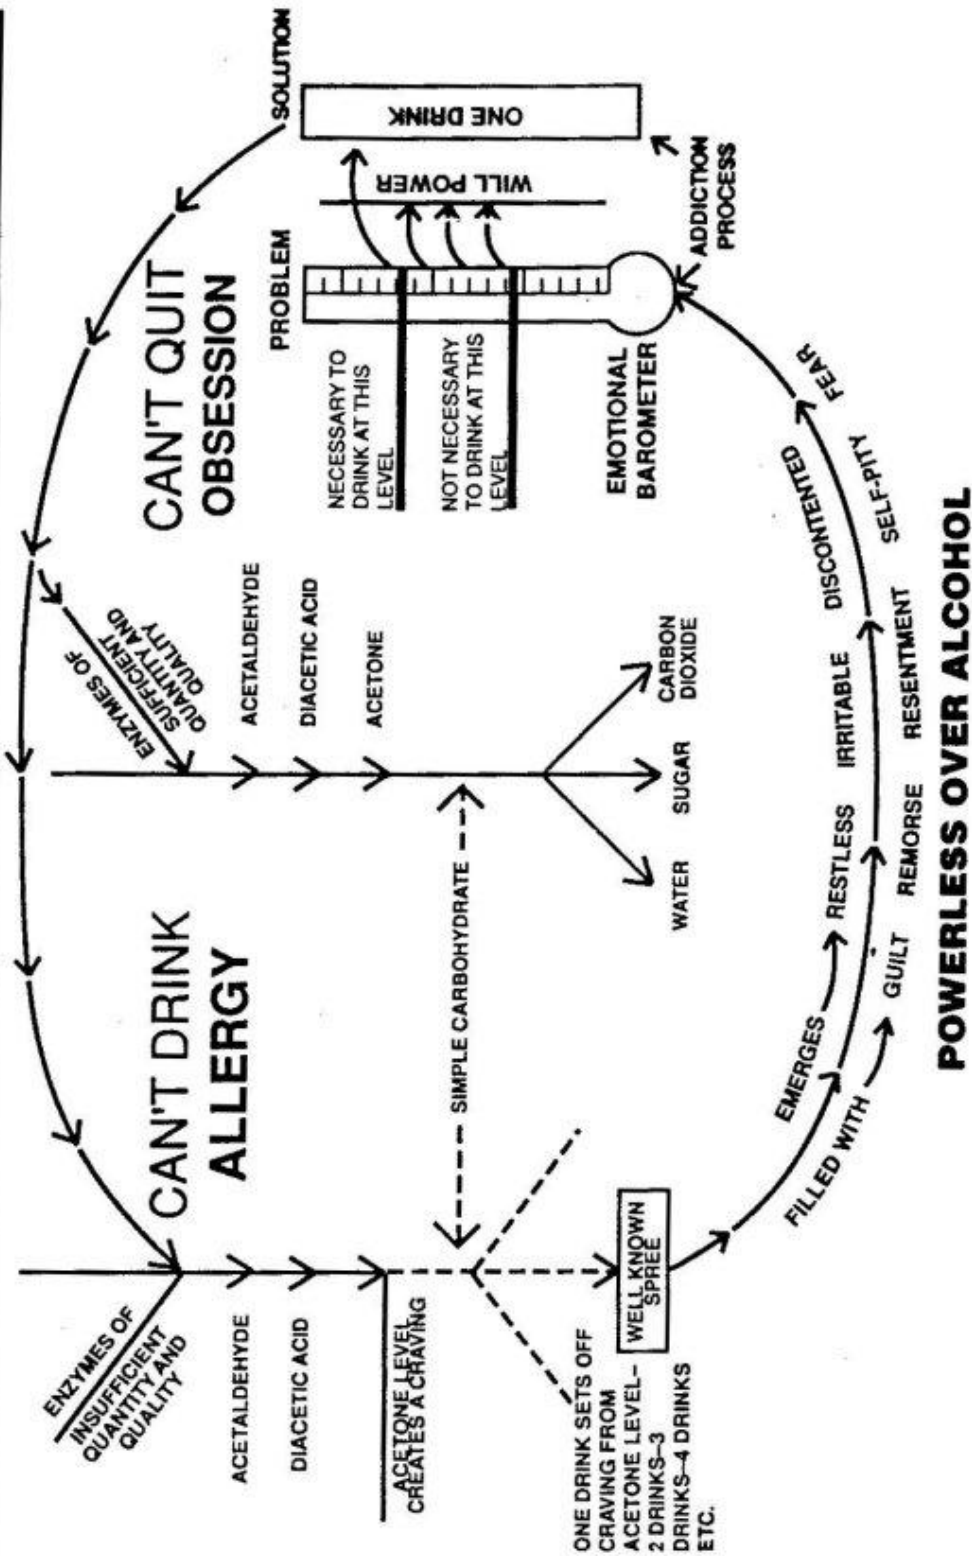 CAN'T DRINK
ALLERGY
CAN'T QUIT
OBSESSION
ENZYMES OF
INSUFFICIENT
QUANTITY AND
QUALITY
ACETALDEHYDE
DIACETIC ACID
ACETONE LEVEL
CREATES A CRAVING
ONE DRINK SETS OFF
CRAVING FROM
ACETONE LEVEL–
2 DRINKS–3
DRINKS–4 DRINKS
ETC.
WELL KNOWN
SPREE
SIMPLE CARBOHYDRATE
ENZYMES OF
SUFFICIENT
QUANTITY AND
QUALITY
ACETALDEHYDE
DIACETIC ACID
ACETONE
WATER
SUGAR
CARBON
DIOXIDE
PROBLEM
SOLUTION
NECESSARY TO
DRINK AT THIS
LEVEL
NOT NECESSARY
TO DRINK AT THIS
LEVEL
EMOTIONAL
BAROMETER
WILL POWER
ONE DRINK
ADDICTION
PROCESS
EMERGES
RESTLESS IRRITABLE DISCONTENTED
FILLED WITH
GUILT REMORSE RESENTMENT SELF-PITY FEAR
POWERLESS OVER ALCOHOL